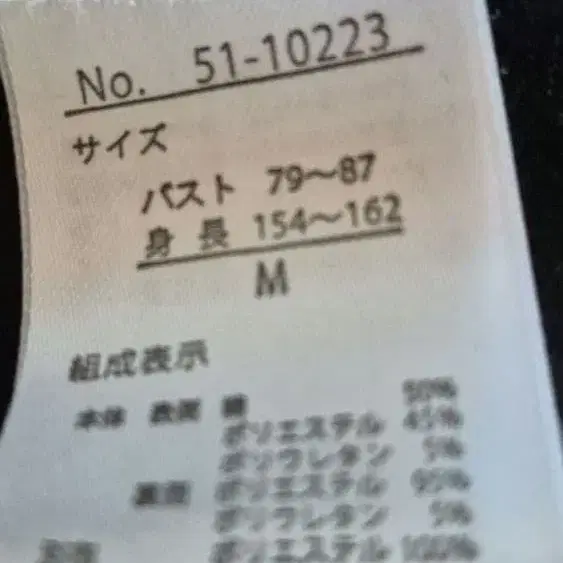 No. 51-10223
サイズ
バスト 79〜87
身 長 154〜162
M
組成表示
本体 表面 綿 50%
ポリエステル 45%
ポリウレタン 5%
裏面 ポリエステル 95%
ポリウレタン 5%
ポリエステル 100%